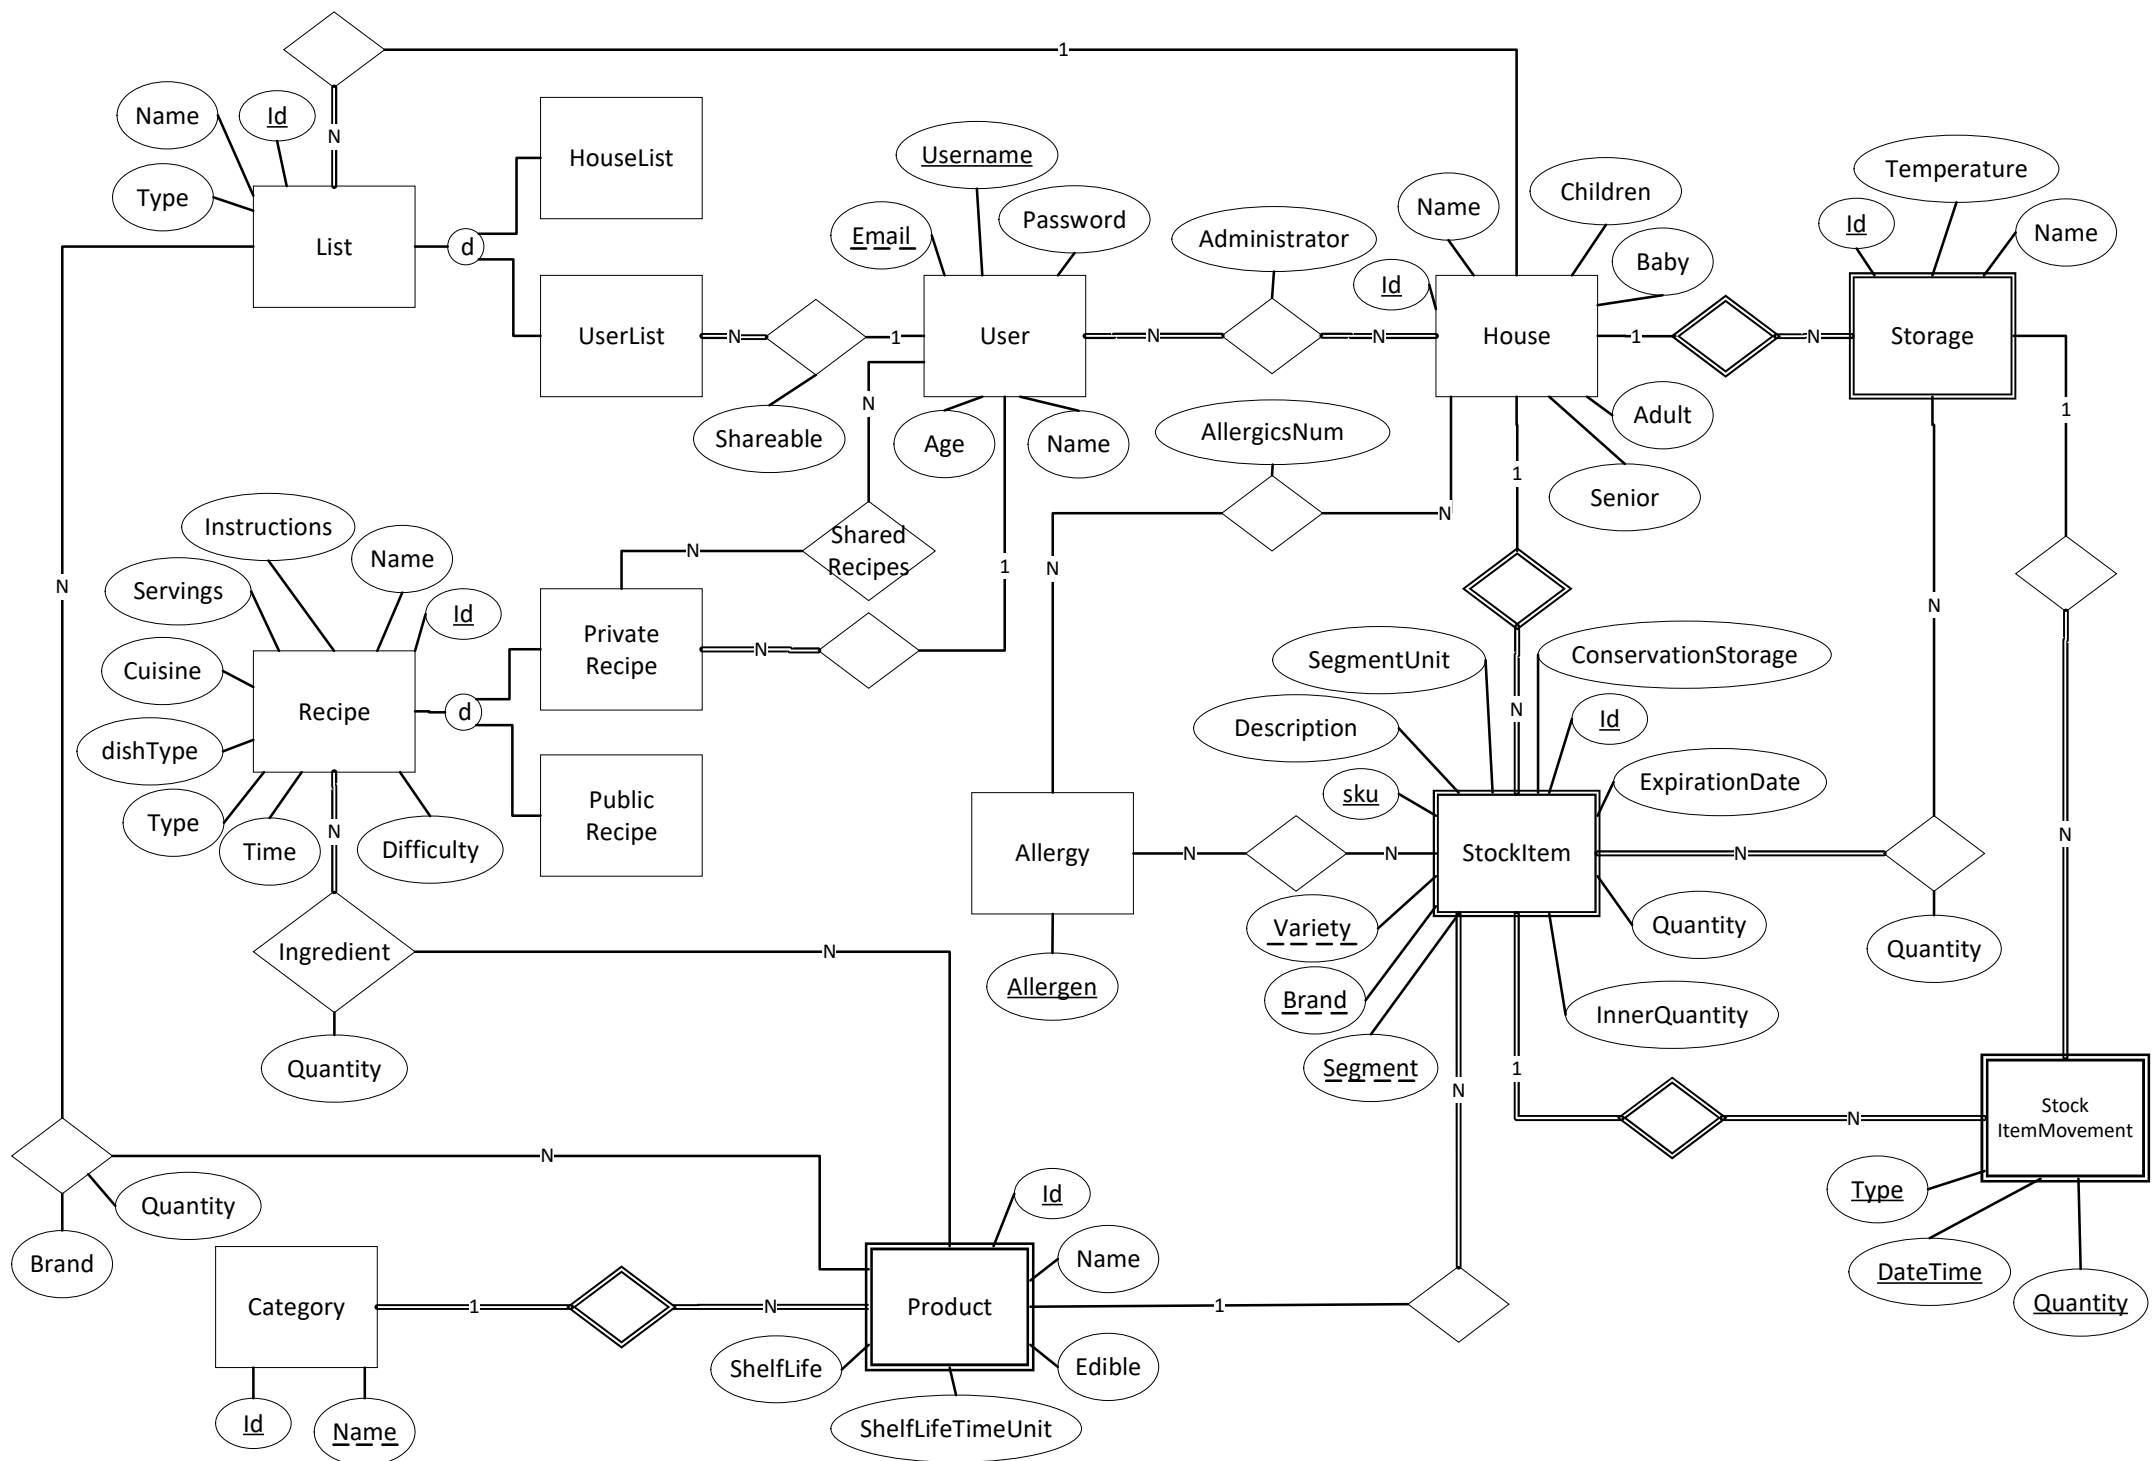 1
Name
Id
N
HouseList
Type
List
d
UserList
N
Shareable
1
Username
Email
Password
User
Age
Name
N
Administrator
N
AllergicsNum
Name
Children
Id
Baby
House
Adult
Senior
1
N
Temperature
Id
Name
Storage
1
N
N
N
Shared
Recipes
1
N
1
N
Instructions
Name
Servings
Id
Cuisine
Recipe
dishType
Type
Time
Difficulty
d
Private
Recipe
N
Public
Recipe
N
Ingredient
N
Quantity
N
Allergy
Allergen
N
N
SegmentUnit
ConservationStorage
Description
Id
sku
ExpirationDate
StockItem
N
N
Variety
Quantity
Brand
InnerQuantity
Segment
Quantity
N
N
1
N
Stock
ItemMovement
Type
DateTime
Quantity
N
Quantity
Brand
Category
Id
Name
1
N
Id
Name
Product
1
ShelfLife
Edible
ShelfLifeTimeUnit